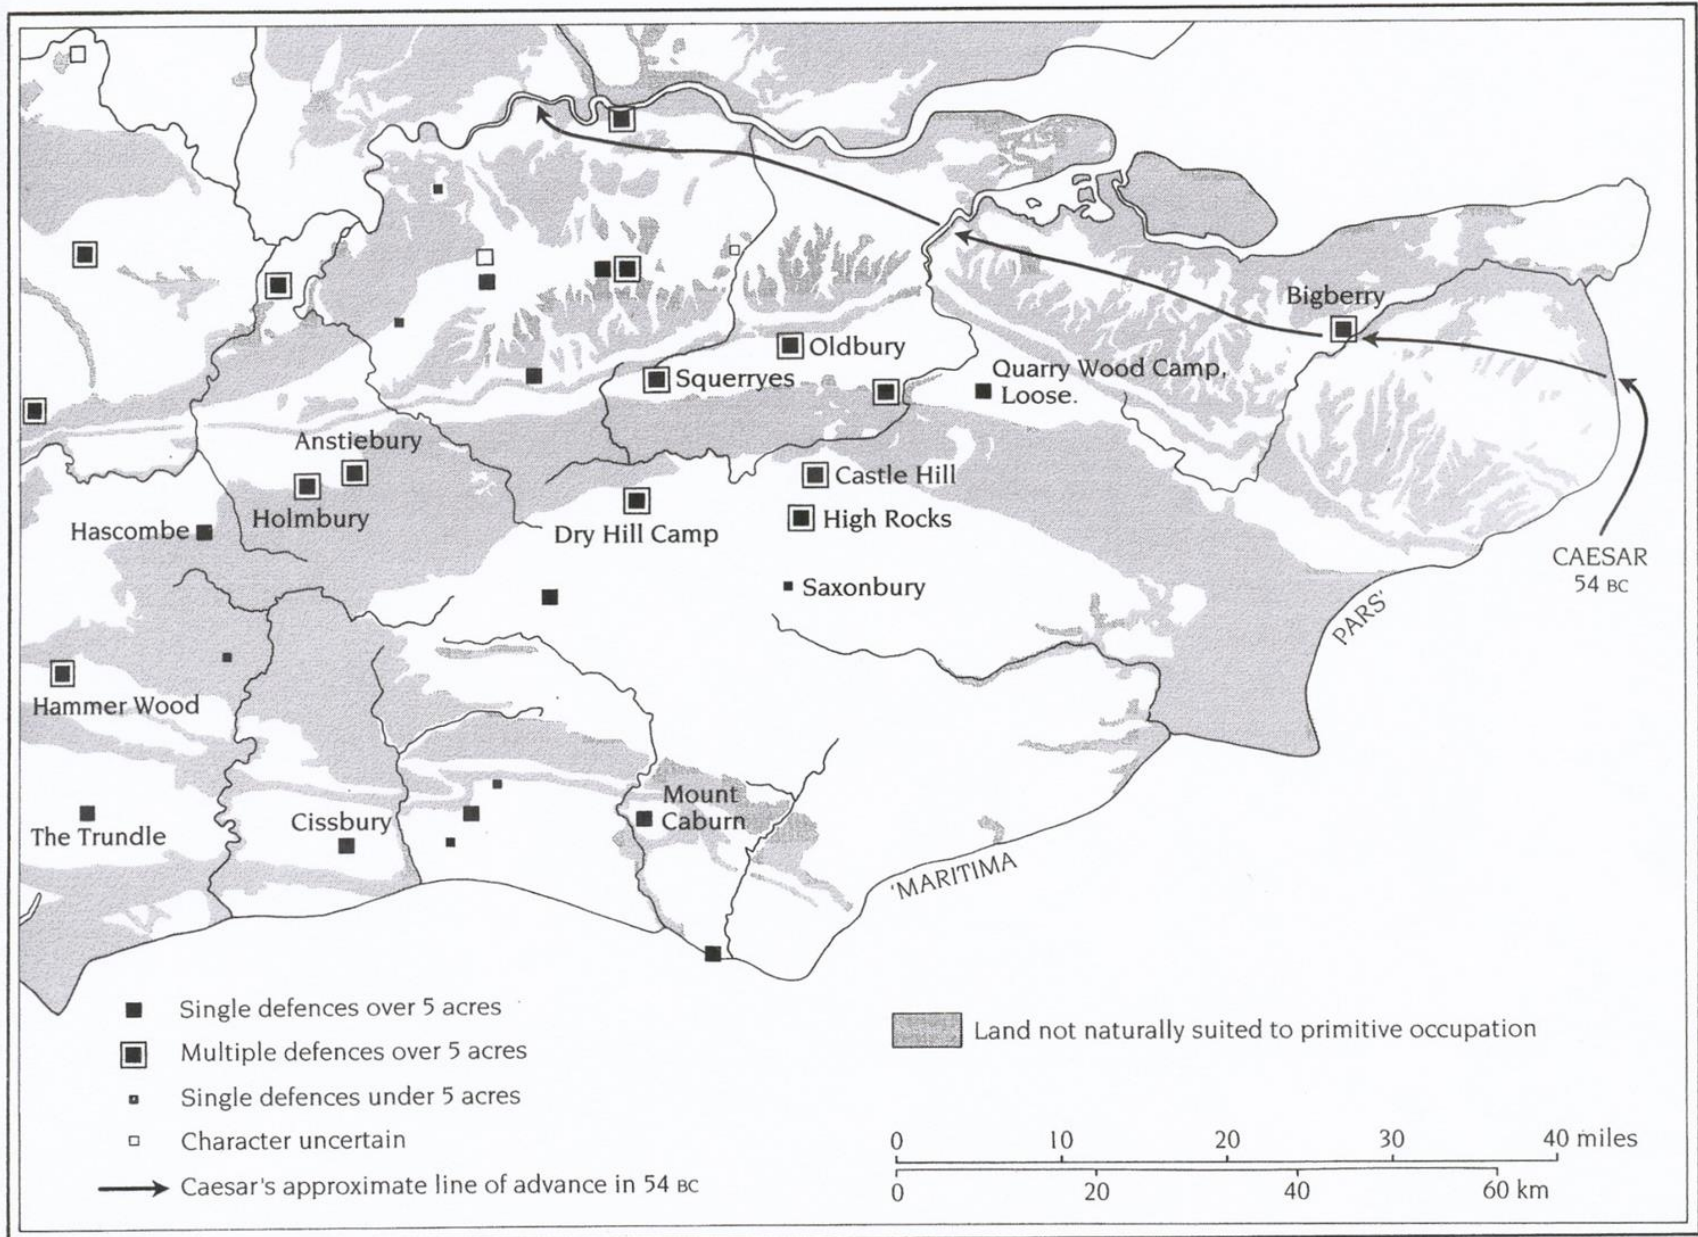 Bigberry
Oldbury
Squerryes
Quarry Wood Camp,
Loose.
Anstiebury
Holmbury
Castle Hill
High Rocks
Hascombe
Dry Hill Camp
CAESAR
54 BC
Saxonbury
PARS'
Hammer Wood
Mount
Caburn
Cissbury
The Trundle
'MARITIMA
Single defences over 5 acres
Multiple defences over 5 acres
Single defences under 5 acres
Character uncertain
Caesar's approximate line of advance in 54 BC
Land not naturally suited to primitive occupation
0 10 20 30 40 miles
0 20 40 60 km